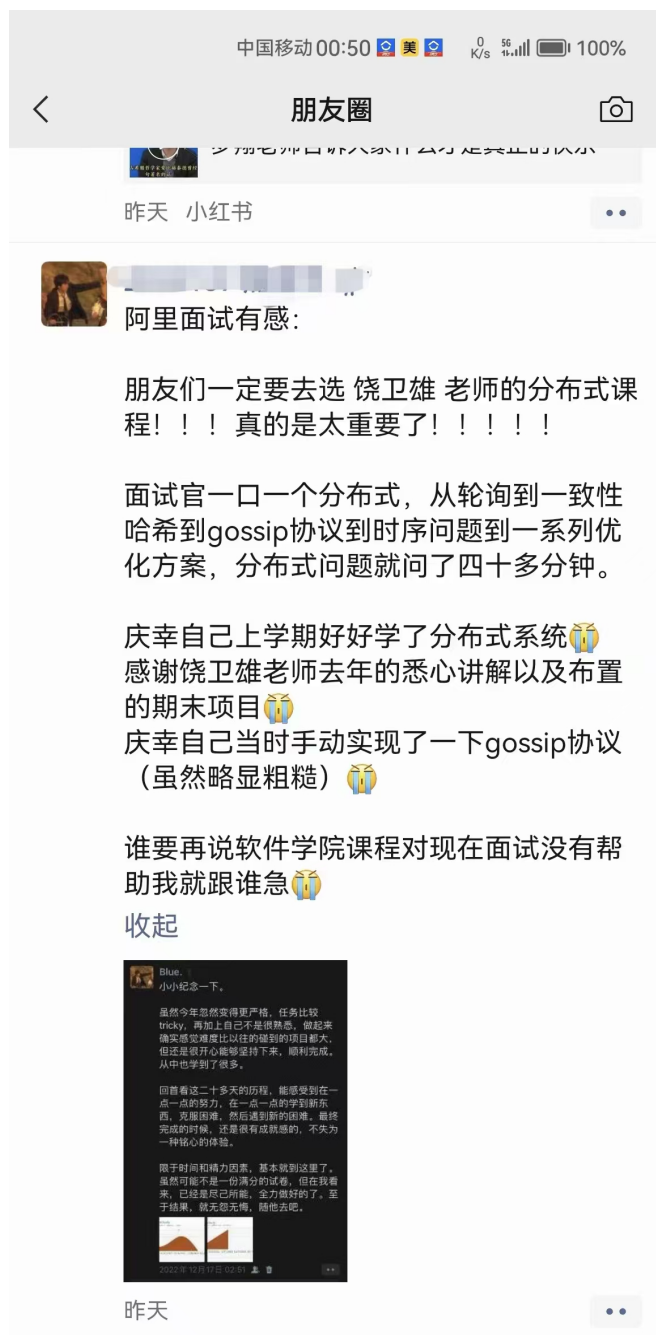 中国移动 00:50 美 0 K/s 5G 100%
朋友圈
罗翔老师告诉大家什么才是真正的快乐
昨天 小红书
阿里面试有感：
朋友们一定要去选 饶卫雄 老师的分布式课
程！！！真的是太重要了！！！！！
面试官一口一个分布式，从轮询到一致性
哈希到gossip协议到时序问题到一系列优
化方案，分布式问题就问了四十多分钟。
庆幸自己上学期好好学了分布式系统😭
感谢饶卫雄老师去年的悉心讲解以及布置
的期末项目😭
庆幸自己当时手动实现了一下gossip协议
（虽然略显粗糙）😭
谁要再说软件学院课程对现在面试没有帮
助我就跟谁急😭
收起
Blue.
小小纪念一下。
虽然今年忽然变得更严格，任务比较
tricky，再加上自己不是很熟悉，做起来
确实感觉难度比以往的碰到的项目都大，
但还是很开心能够坚持下来，顺利完成。
从中也学到了很多。
回首看这二十多天的历程，能感受到在一
点一点的努力，在一点一点的学到新东
西，克服困难，然后遇到新的困难。最终
完成的时候，还是很有成就感的，不失为
一种铭心的体验。
限于时间和精力因素，基本就到这里了。
虽然可能不是一份满分的试卷，但在我看
来，已经是尽己所能，全力做好的了。至
于结果，就无怨无悔，随他去吧。
2022年12月17日 02:51
昨天